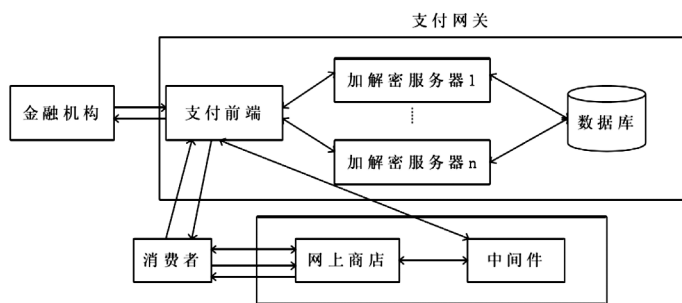 支付网关
加解密服务器1
金融机构
支付前端
数据库
加解密服务器n
消费者
网上商店
中间件